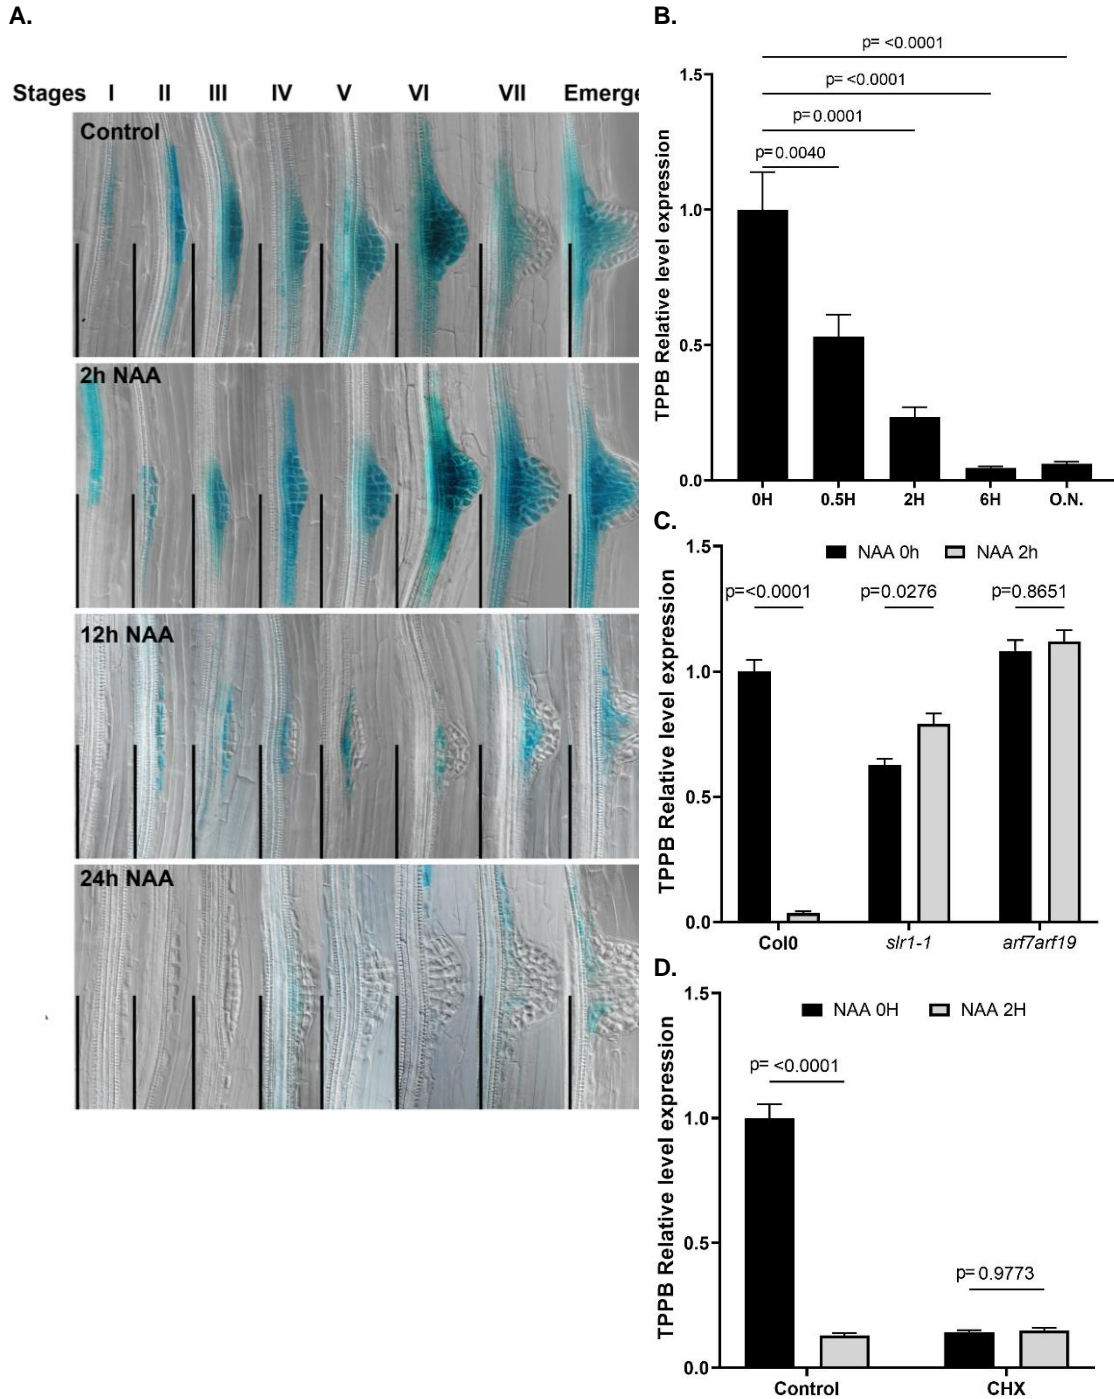 A.
Stages I II III IV V VI VII Emerge
Control
2h NAA
12h NAA
24h NAA
B.
p= <0.0001
p= <0.0001
p= 0.0001
p= 0.0040
TPPB Relative level expression
1.5
1.0
0.5
0.0
0H 0.5H 2H 6H O.N.
C.
NAA 0h NAA 2h
p=<0.0001 p=0.0276 p=0.8651
TPPB Relative level expression
1.5
1.0
0.5
0.0
Col0 slr1-1 arf7arf19
D.
NAA 0H NAA 2H
p= <0.0001
p= 0.9773
TPPB Relative level expression
1.5
1.0
0.5
0.0
Control CHX